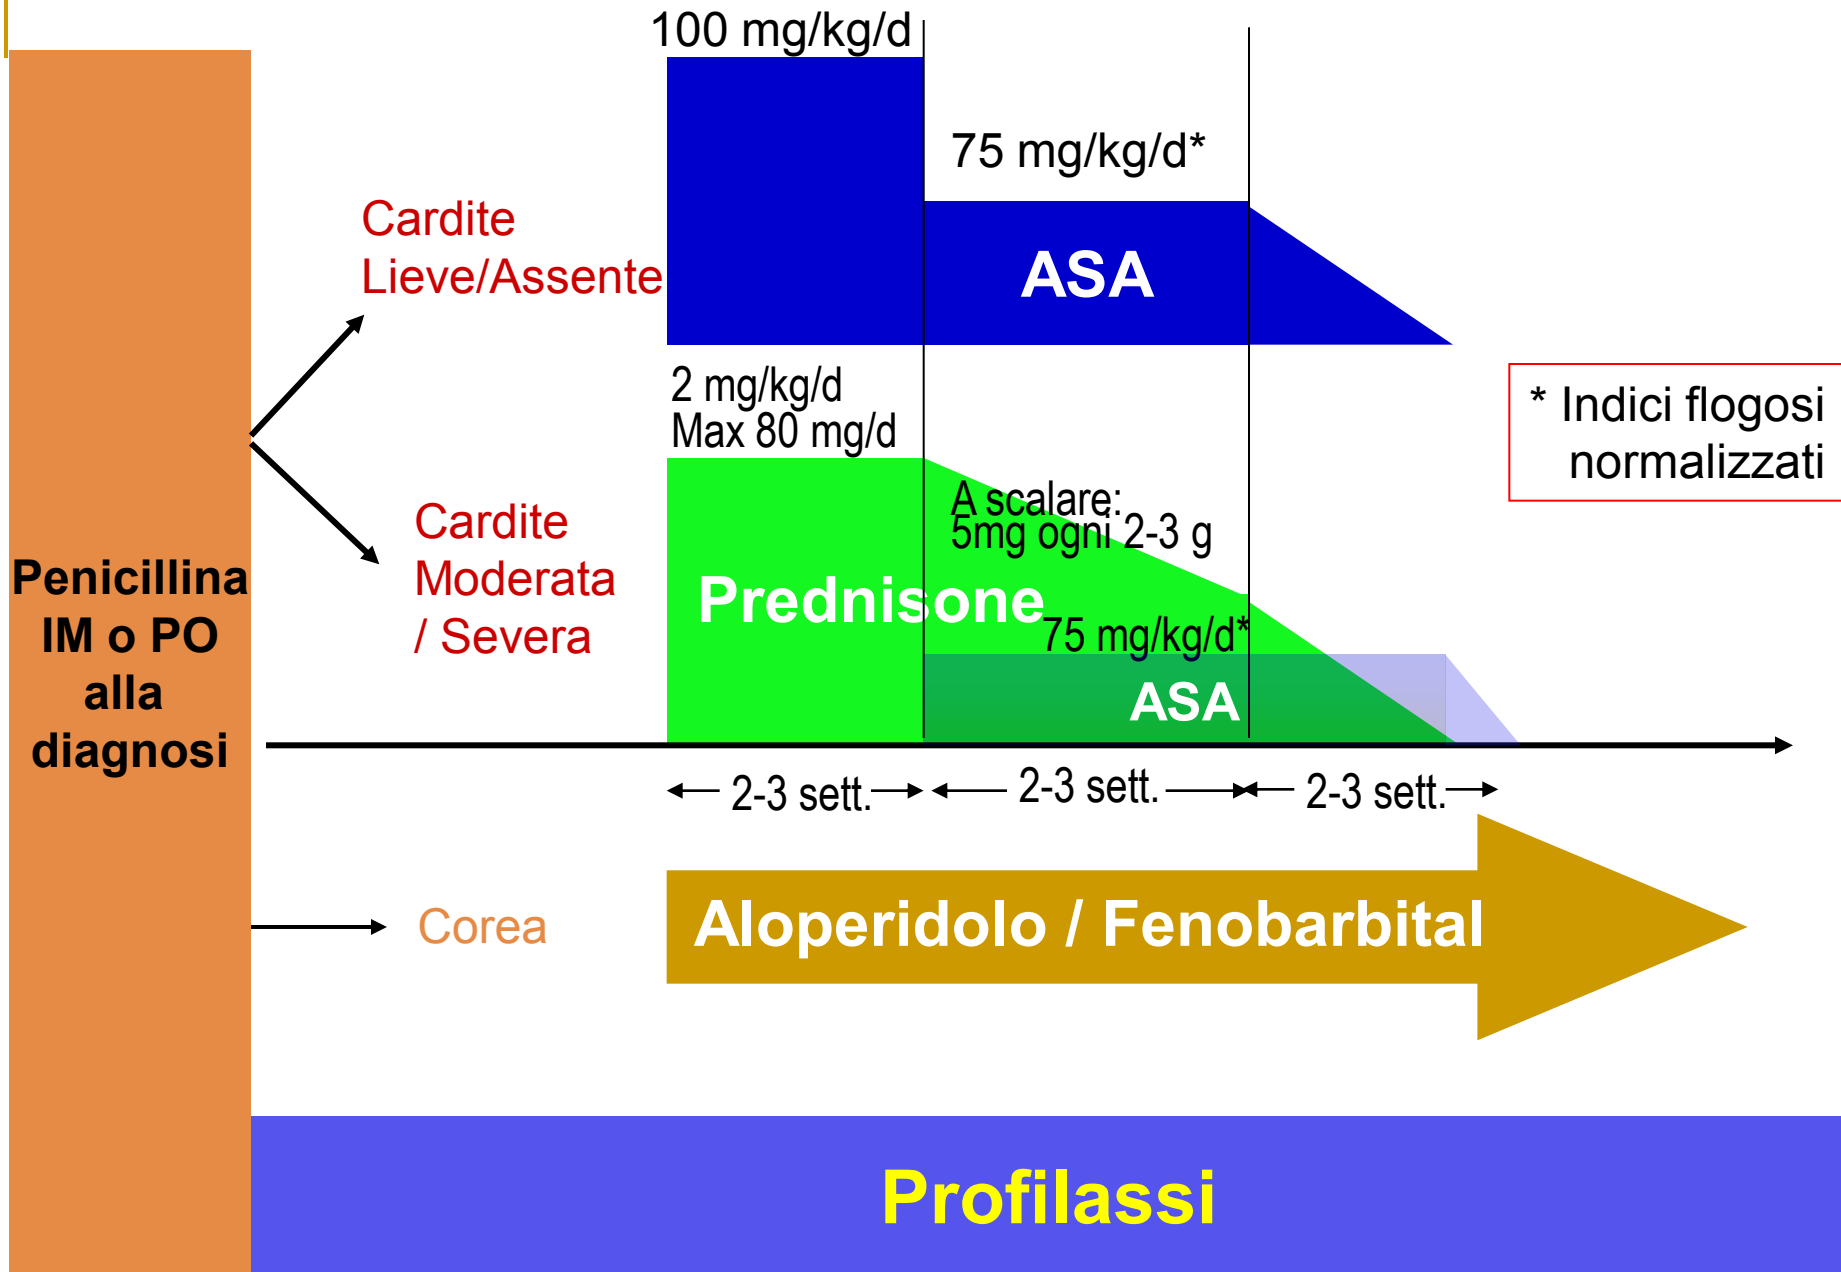 100 mg/kg/d
75 mg/kg/d*
Cardite
Lieve/Assente
ASA
2 mg/kg/d
Max 80 mg/d
* Indici flogosi
normalizzati
A scalare:
5mg ogni 2-3 g
Cardite
Moderata
/ Severa
Prednisone
75 mg/kg/d*
ASA
Penicillina
IM o PO
alla
diagnosi
2-3 sett.
2-3 sett.
2-3 sett.
Corea
Aloperidolo / Fenobarbital
Profilassi